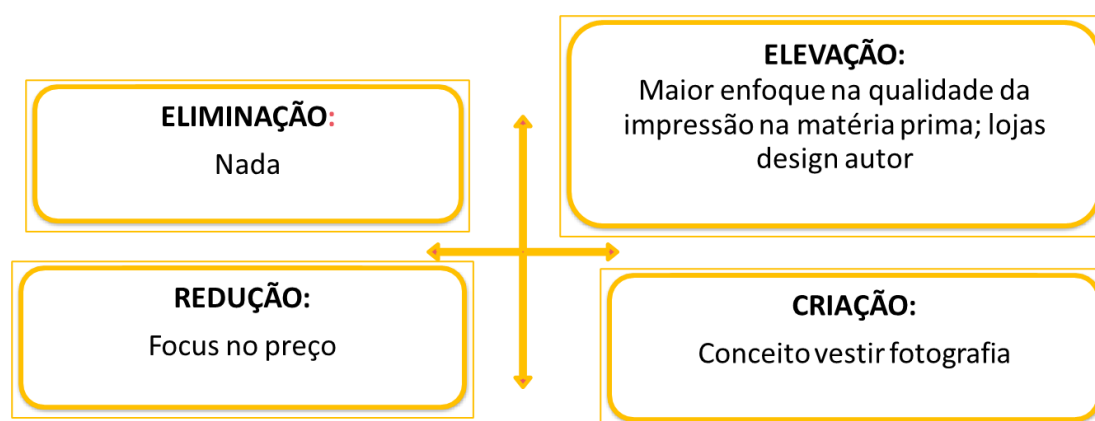 ELIMINAÇÃO:
Nada
ELEVAÇÃO:
Maior enfoque na qualidade da
impressão na matéria prima; lojas
design autor
REDUÇÃO:
Focus no preço
CRIAÇÃO:
Conceito vestir fotografia